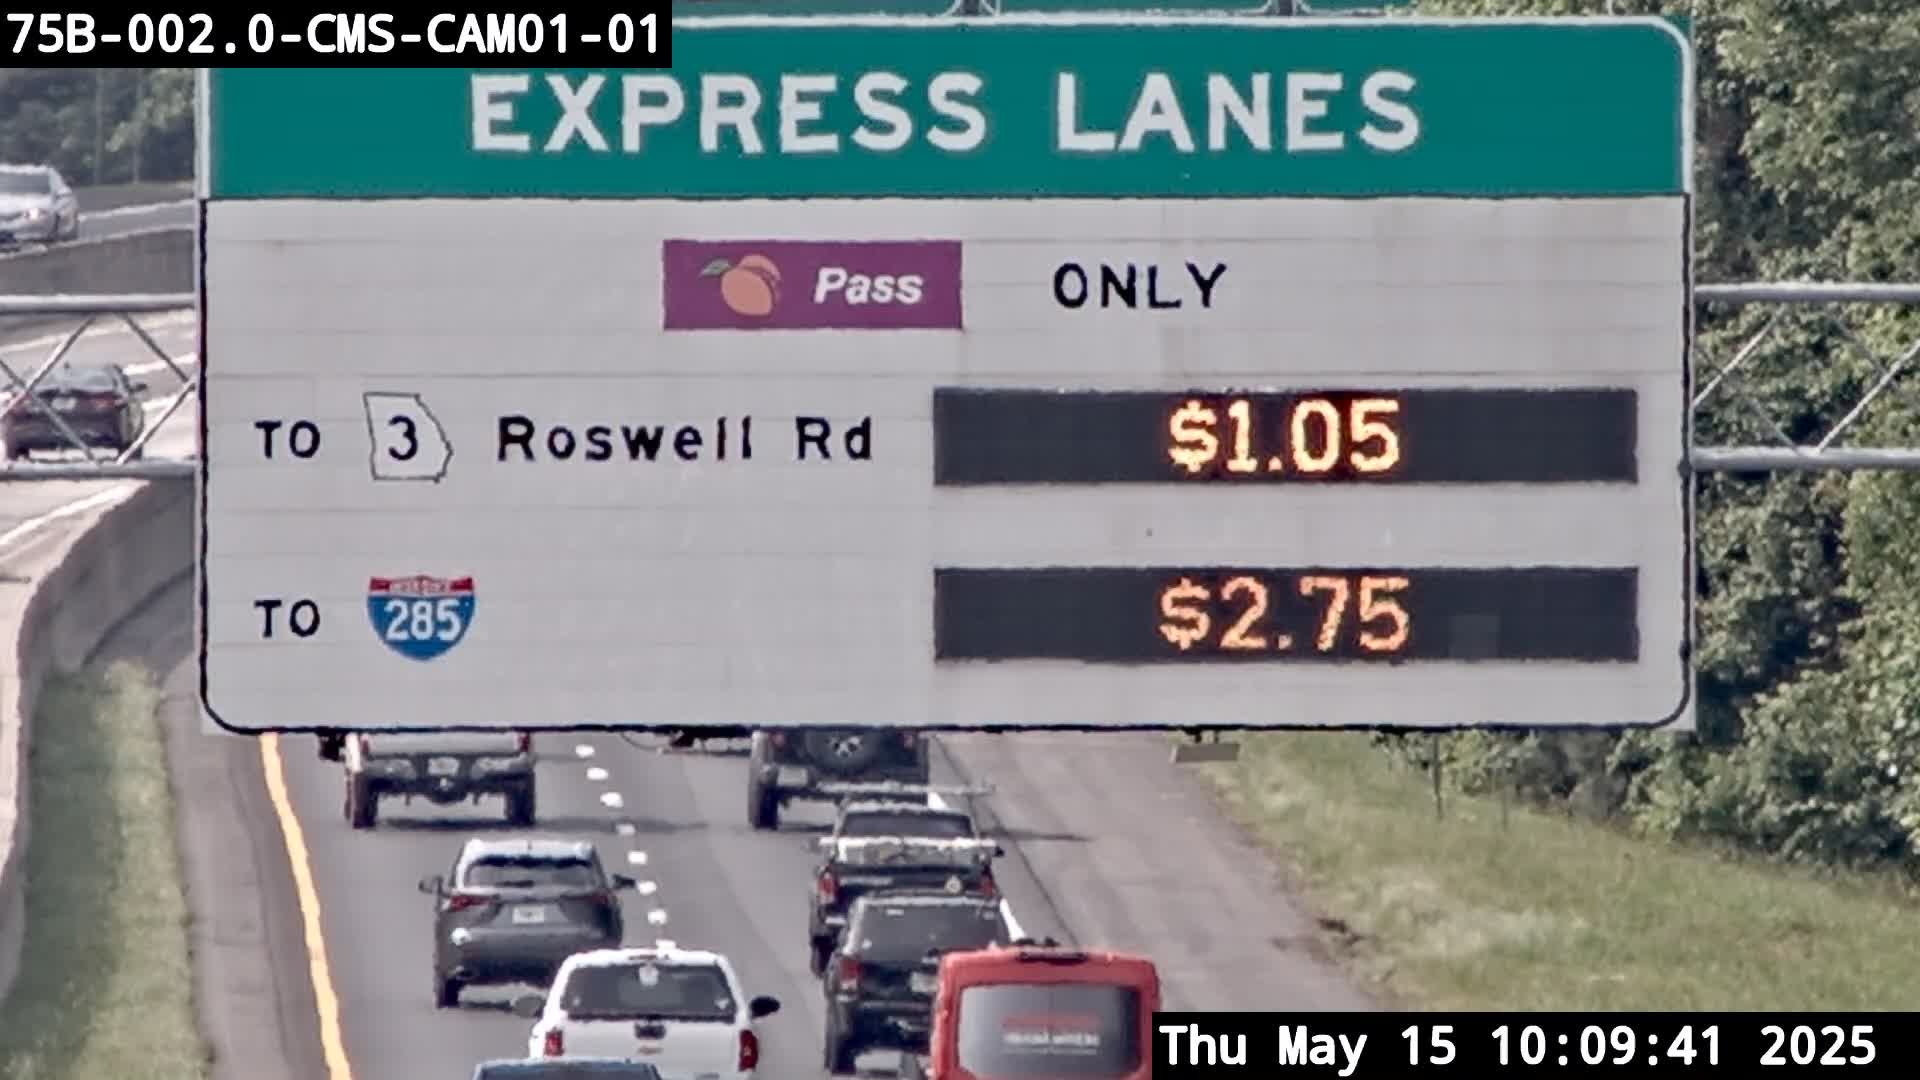 75B-002.0-CMS-CAM01-01
EXPRESS LANES
Pass ONLY
TO 3 Roswell Rd $1.05
TO 285 $2.75
Thu May 15 10:09:41 2025